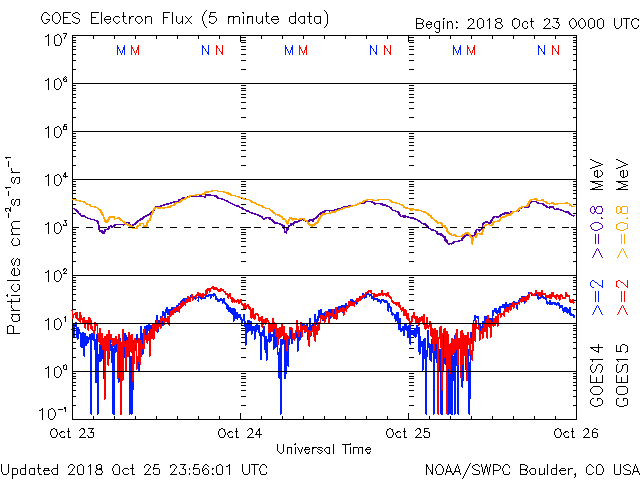 GOES Electron Flux (5 minute data)
Begin: 2018 Oct 23 0000 UTC
M M N N M M N N M M N N
10⁷
10⁶
10⁵
10⁴
10³
10²
10¹
10⁰
10⁻¹
Particles cm⁻²s⁻¹sr⁻¹
Oct 23 Oct 24 Oct 25 Oct 26
Universal Time
GOES14 >=2 >=0.8 MeV
GOES15 >=2 >=0.8 MeV
Updated 2018 Oct 25 23:56:01 UTC
NOAA/SWPC Boulder, CO USA